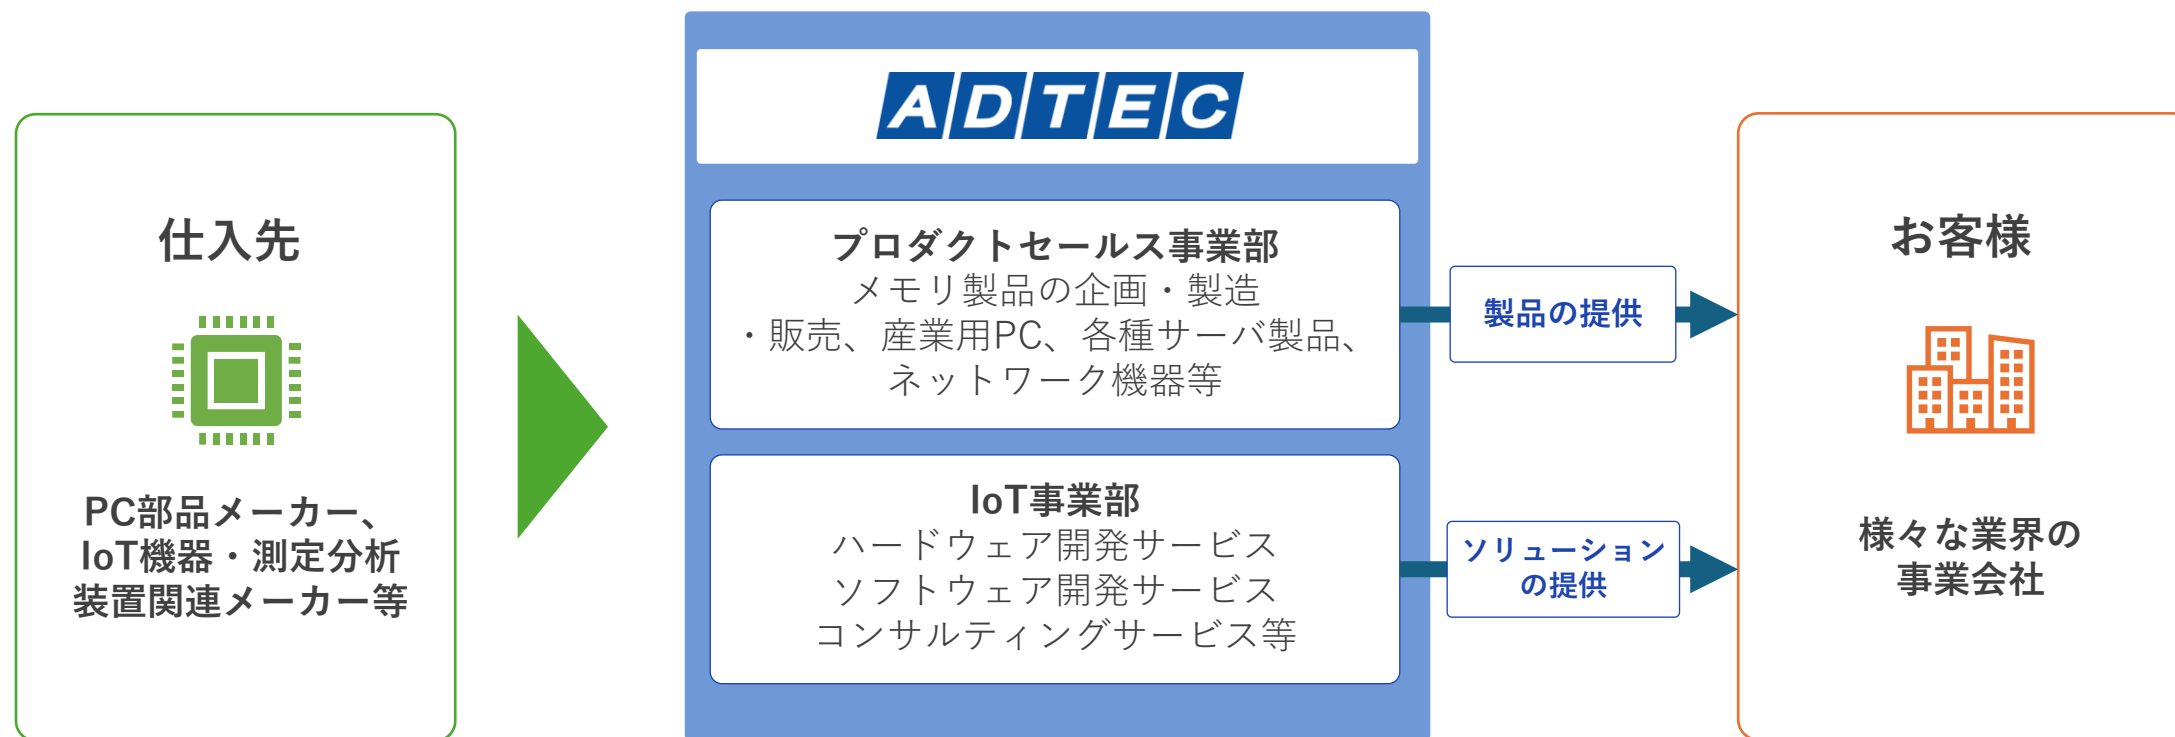 仕入先
PC部品メーカー、
IoT機器・測定分析
装置関連メーカー等
ADTEC
プロダクトセールス事業部
メモリ製品の企画・製造
・販売、産業用PC、各種サーバ製品、
ネットワーク機器等
IoT事業部
ハードウェア開発サービス
ソフトウェア開発サービス
コンサルティングサービス等
製品の提供
ソリューション
の提供
お客様
様々な業界の
事業会社